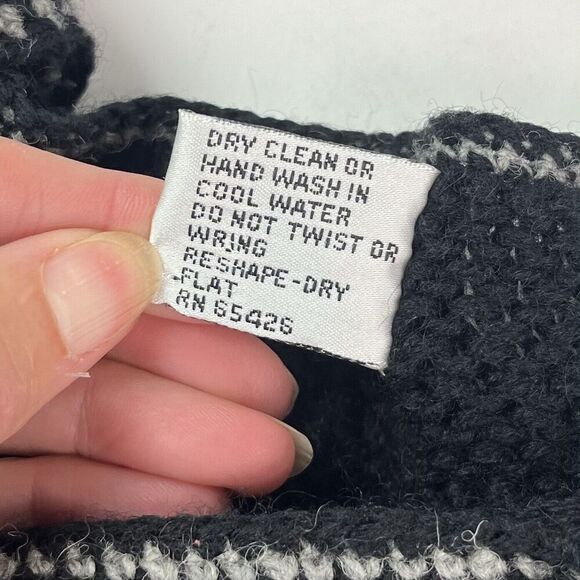 DRY CLEAN OR
HAND WASH IN
COOL WATER
DO NOT TWIST OR
WRING
RESHAPE-DRY
FLAT
RN 65426